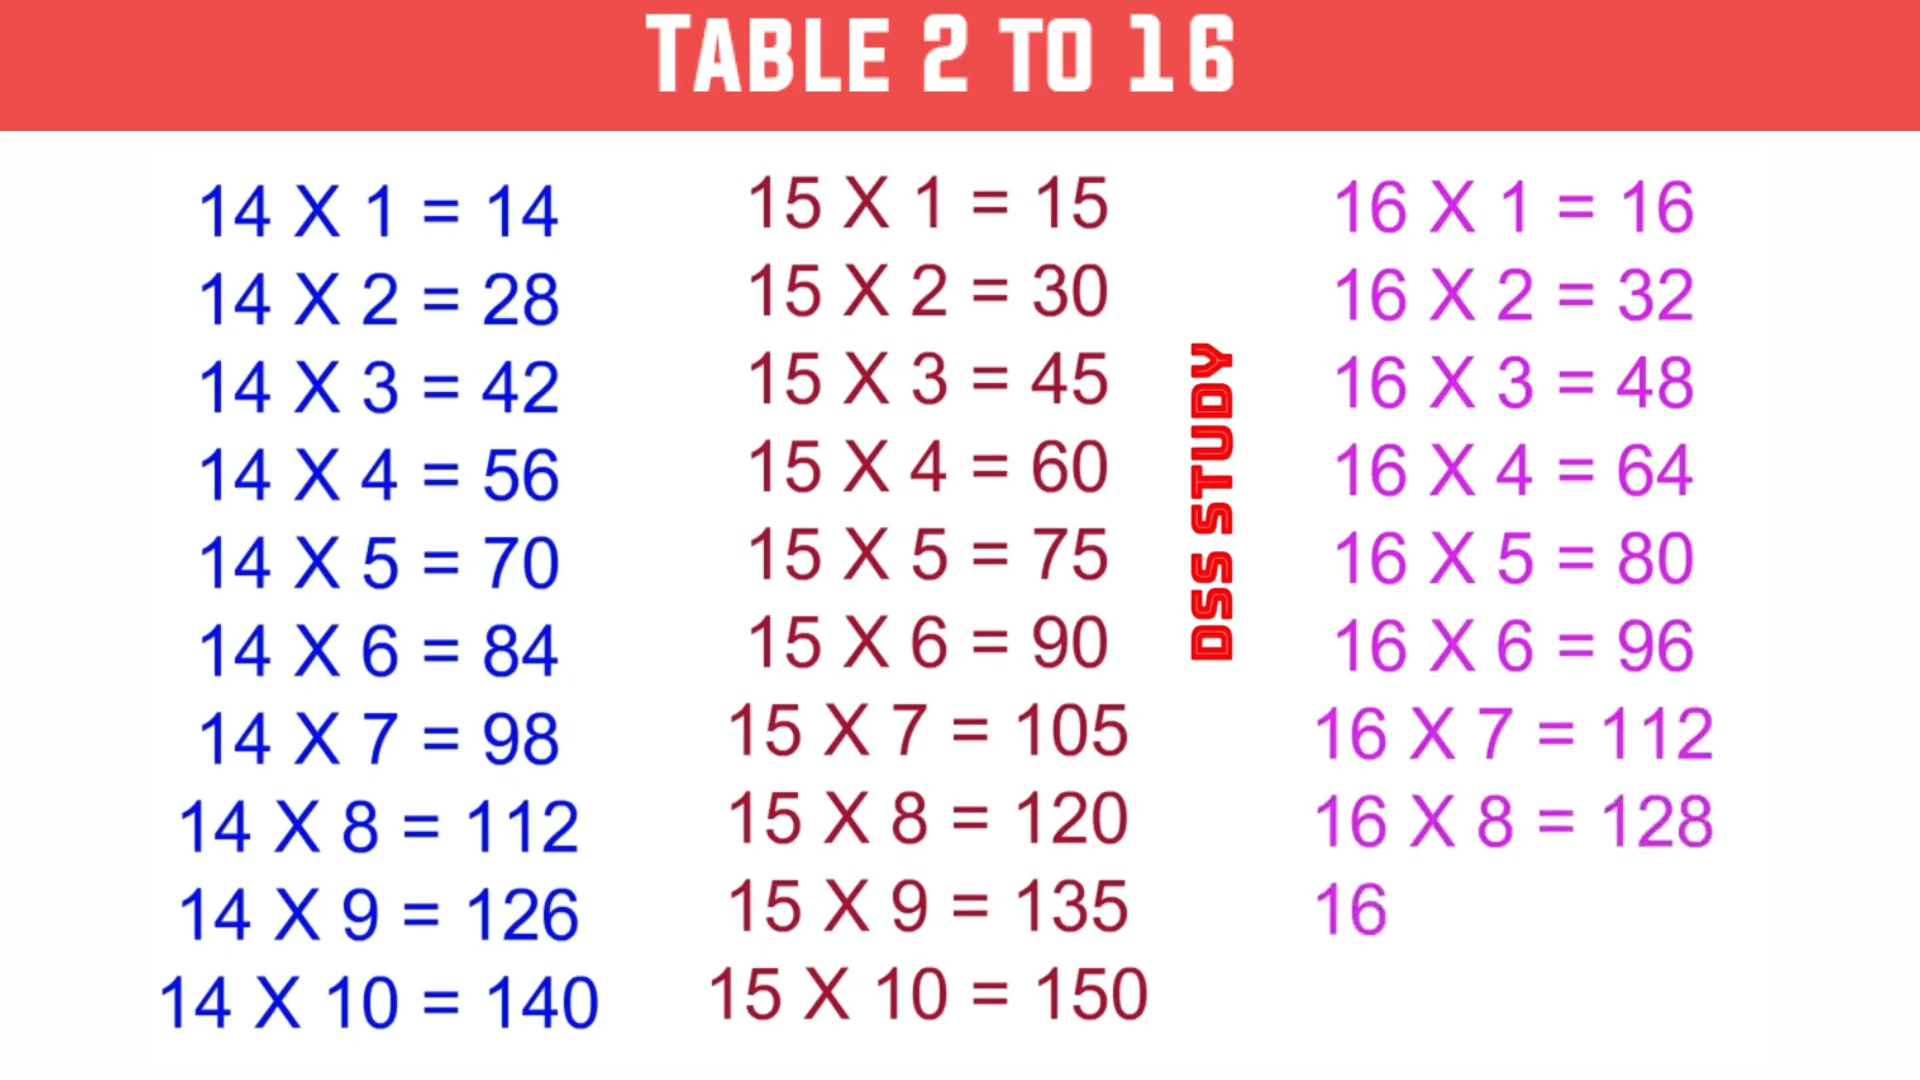 TABLE 2 TO 16
14 X 1 = 14
14 X 2 = 28
14 X 3 = 42
14 X 4 = 56
14 X 5 = 70
14 X 6 = 84
14 X 7 = 98
14 X 8 = 112
14 X 9 = 126
14 X 10 = 140
15 X 1 = 15
15 X 2 = 30
15 X 3 = 45
15 X 4 = 60
15 X 5 = 75
15 X 6 = 90
15 X 7 = 105
15 X 8 = 120
15 X 9 = 135
15 X 10 = 150
DSS STUDY
16 X 1 = 16
16 X 2 = 32
16 X 3 = 48
16 X 4 = 64
16 X 5 = 80
16 X 6 = 96
16 X 7 = 112
16 X 8 = 128
16